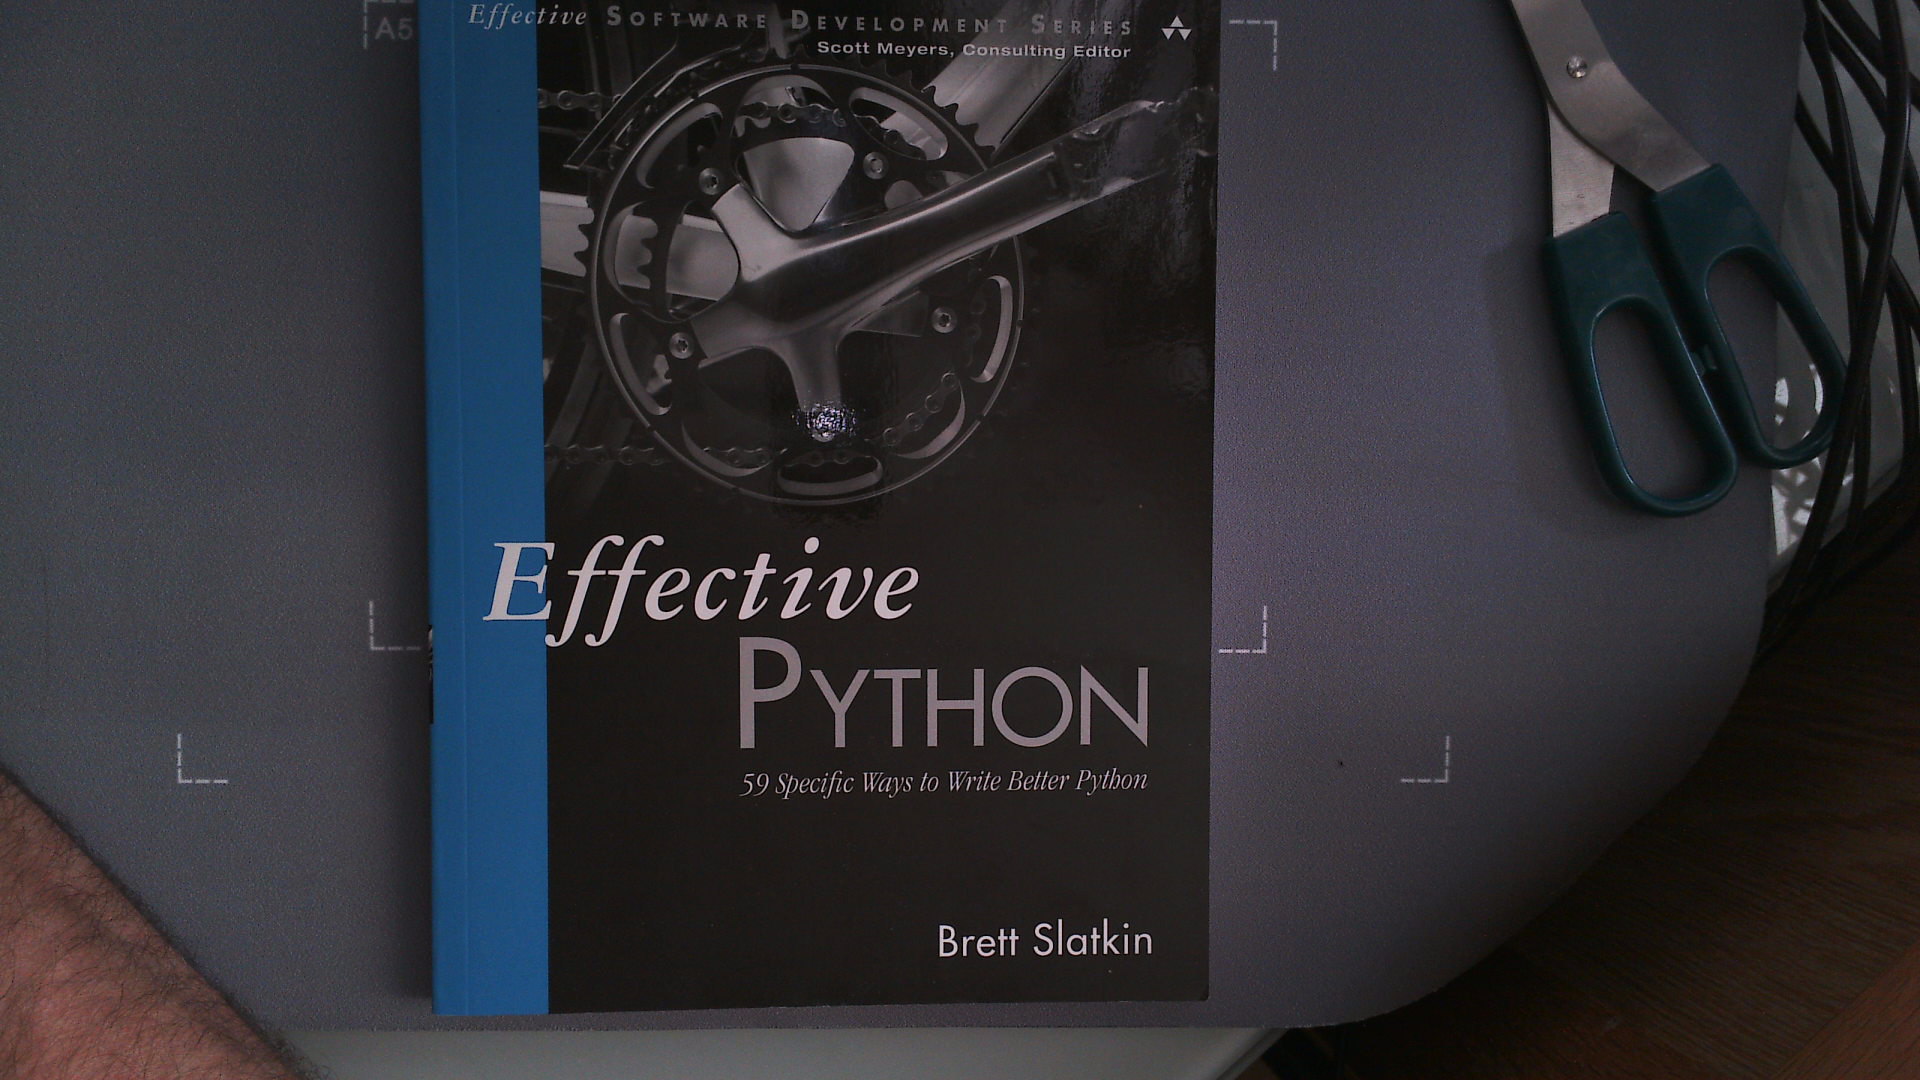 A5
Effective SOFTWARE DEVELOPMENT SERIES
Scott Meyers, Consulting Editor
Effective
PYTHON
59 Specific Ways to Write Better Python
Brett Slatkin